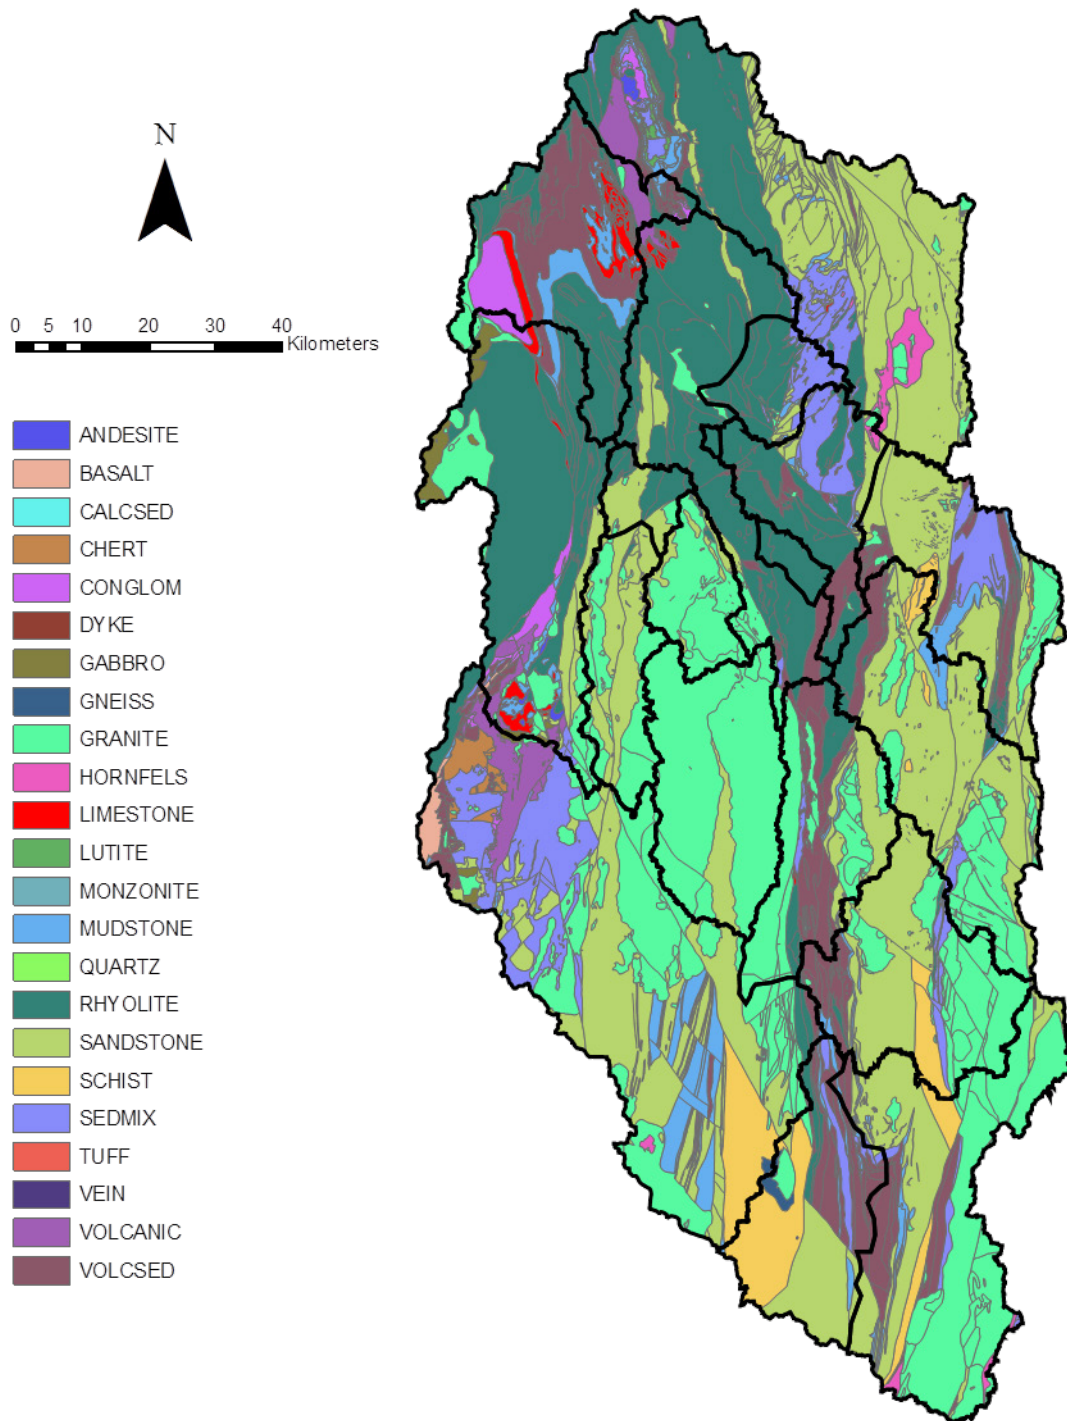 N
0 5 10 20 30 40
Kilometers
ANDESITE
BASALT
CALCSED
CHERT
CONGLOM
DYKE
GABBRO
GNEISS
GRANITE
HORNFELS
LIMESTONE
LUTITE
MONZONITE
MUDSTONE
QUARTZ
RHYOLITE
SANDSTONE
SCHIST
SEDMIX
TUFF
VEIN
VOLCANIC
VOLCSED